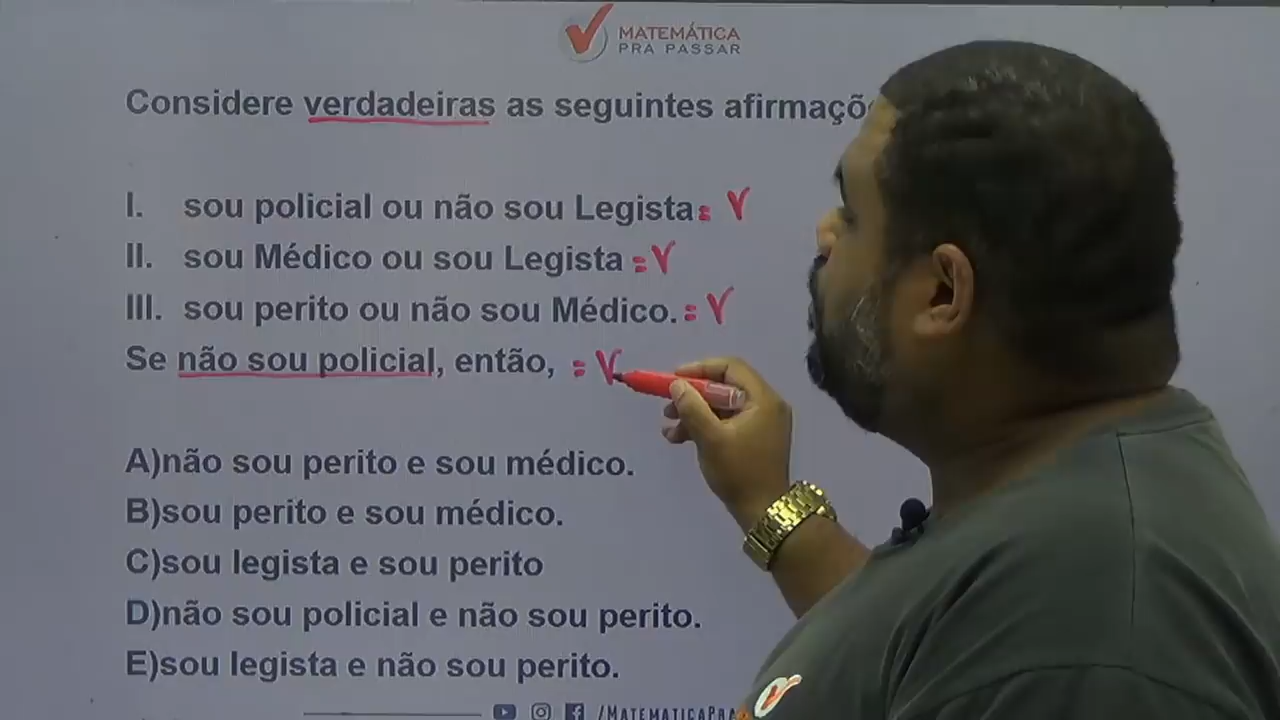 MATEMÁTICA
PRA PASSAR
Considere verdadeiras as seguintes
I. sou policial ou não sou Legista = V
II. sou Médico ou sou Legista = V
III. sou perito ou não sou Médico. = V
Se não sou policial, então, = V
A)não sou perito e sou médico.
B)sou perito e sou médico.
C)sou legista e sou perito
D)não sou policial e não sou perito.
E)sou legista e não sou perito.